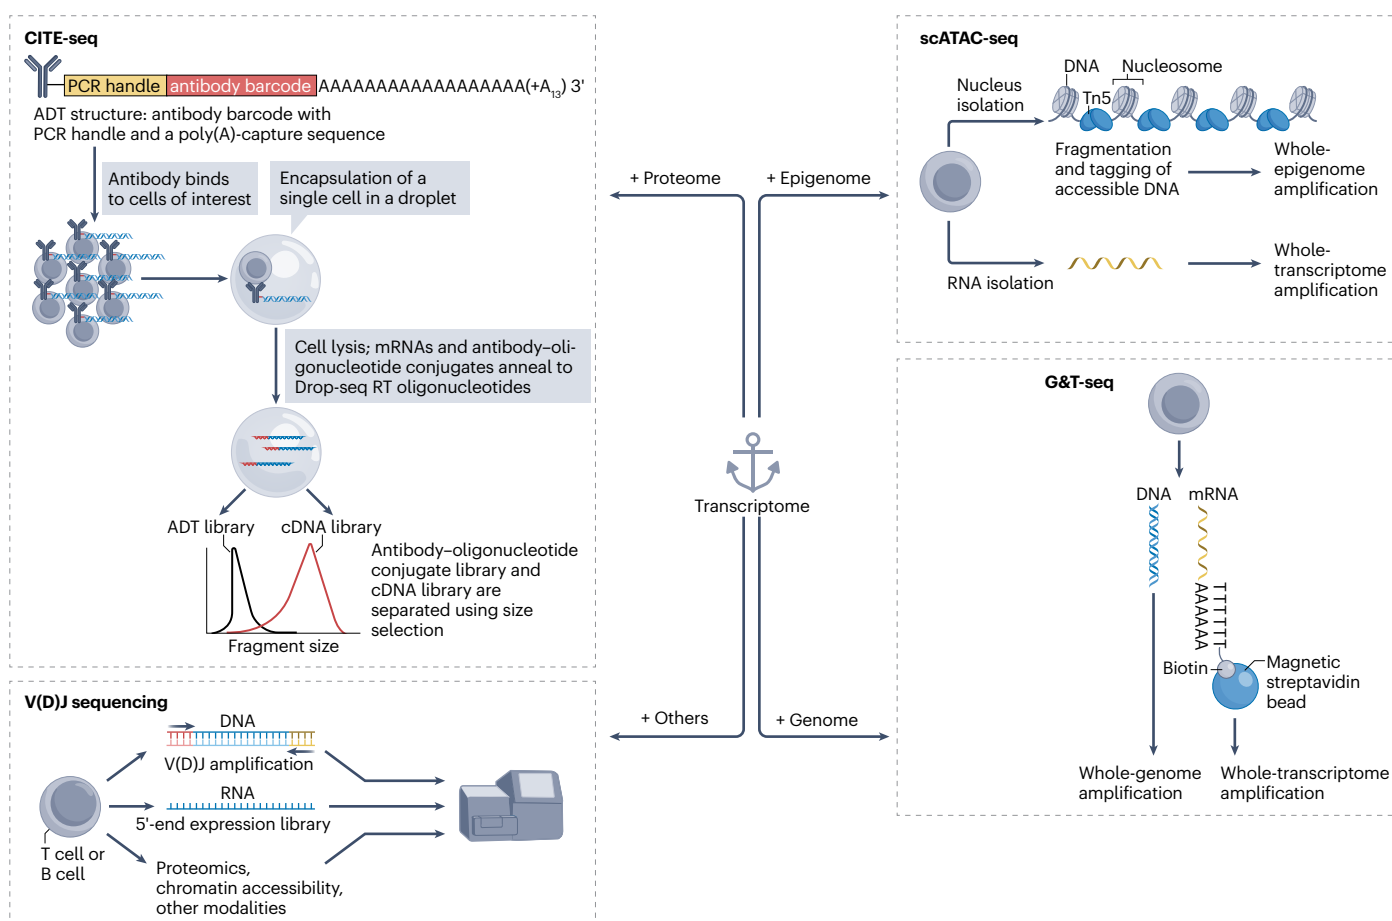 CITE-seq
PCR handle antibody barcode AAAAAAAAAAAAAAAAAA(+A13) 3'
ADT structure: antibody barcode with
PCR handle and a poly(A)-capture sequence
Antibody binds
to cells of interest
Encapsulation of a
single cell in a droplet
Cell lysis; mRNAs and antibody–oli-
gonucleotide conjugates anneal to
Drop-seq RT oligonucleotides
ADT library
cDNA library
Antibody–oligonucleotide
conjugate library and
cDNA library are
separated using size
selection
Fragment size
+ Proteome
+ Epigenome
Transcriptome
+ Others
+ Genome
scATAC-seq
Nucleus
isolation
DNA
Nucleosome
Tn5
Fragmentation
and tagging of
accessible DNA
Whole-
epigenome
amplification
RNA isolation
Whole-
transcriptome
amplification
G&T-seq
DNA
mRNA
AAAAAA
TTTTTT
Biotin
Magnetic
streptavidin
bead
Whole-genome
amplification
Whole-transcriptome
amplification
V(D)J sequencing
DNA
V(D)J amplification
RNA
5'-end expression library
T cell or
B cell
Proteomics,
chromatin accessibility,
other modalities